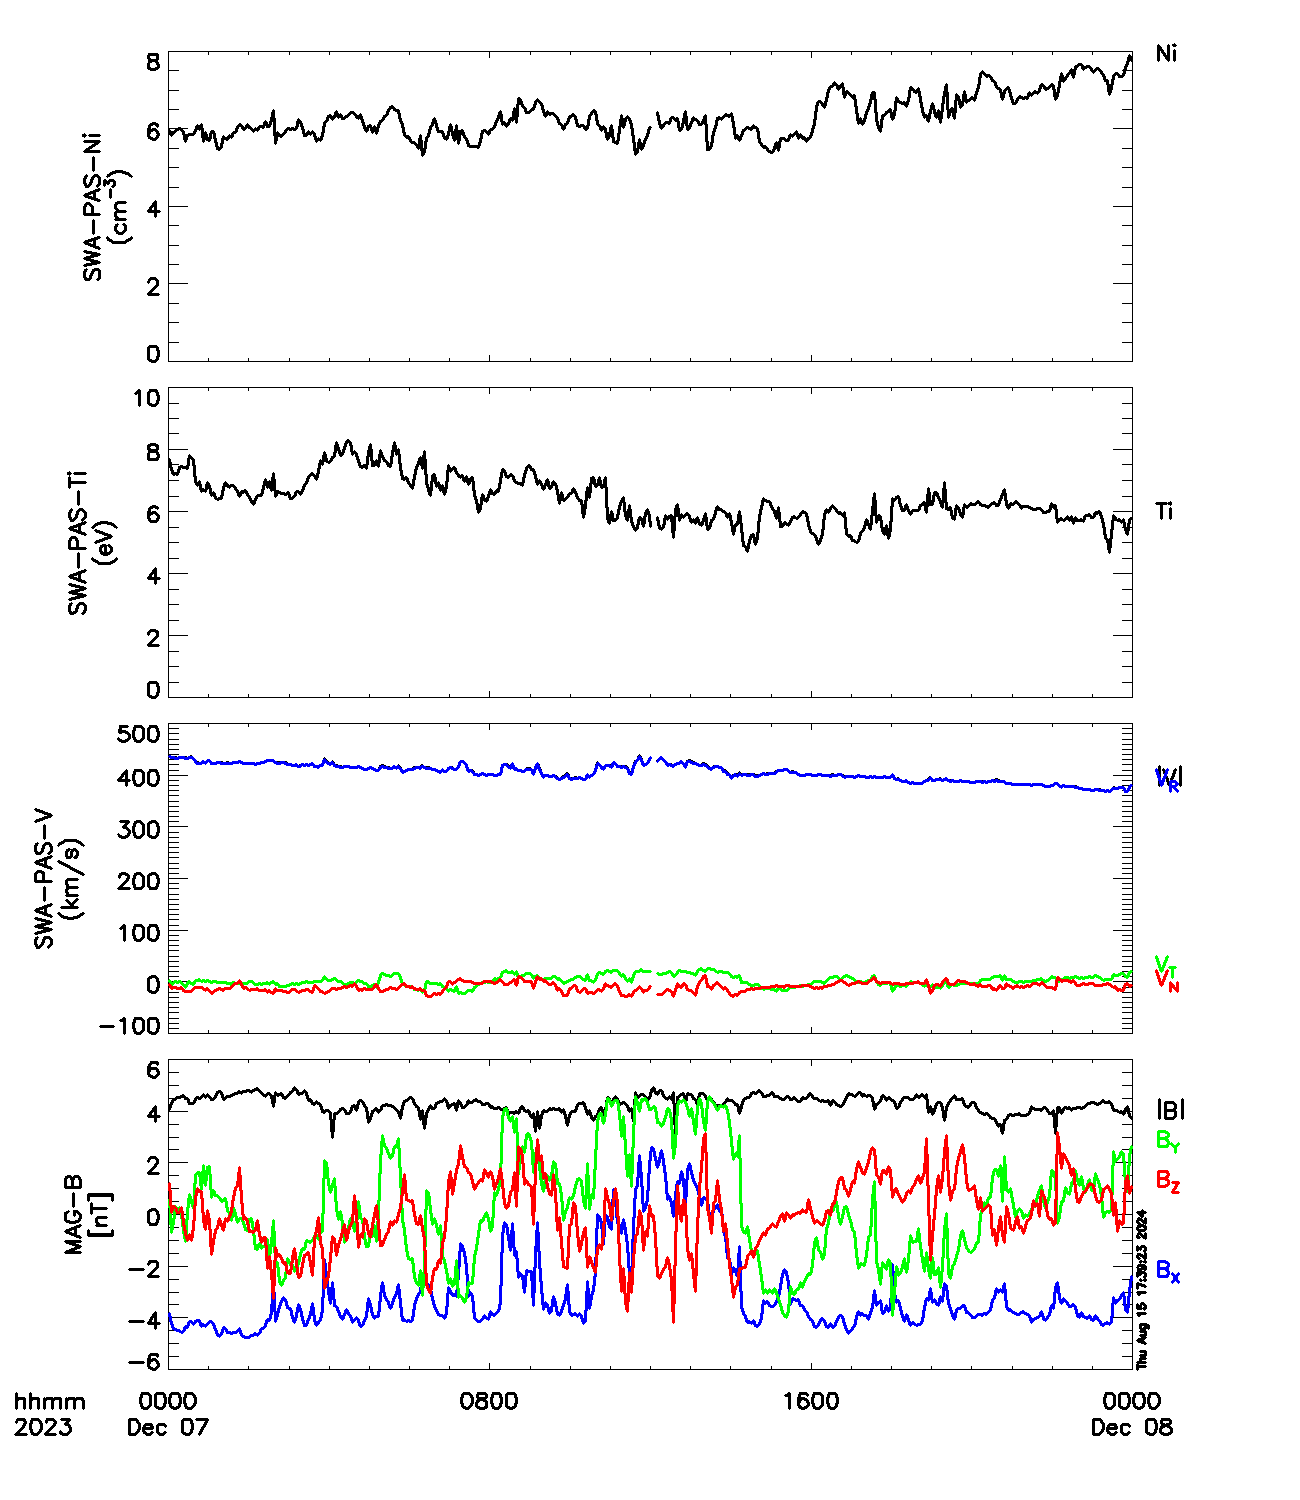 8
6
4
2
0
SWA-PAS-Ni
(cm-3)
Ni
10
8
6
4
2
0
SWA-PAS-Ti
(eV)
Ti
500
400
300
200
100
0
-100
SWA-PAS-V
(km/s)
|V|
VR
VT
VN
6
4
2
0
-2
-4
-6
MAG-B
[nT]
|B|
BY
BZ
BX
Thu Aug 15 17:39:23 2024
hhmm 0000 0800 1600 0000
2023 Dec 07 Dec 08